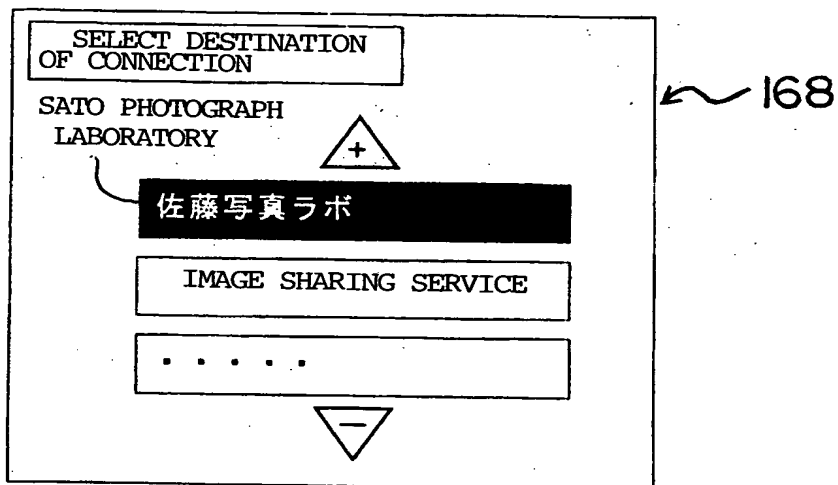 SELECT DESTINATION
OF CONNECTION
168
SATO PHOTOGRAPH
LABORATORY
+
佐藤写真ラボ
IMAGE SHARING SERVICE
. . . . .
−